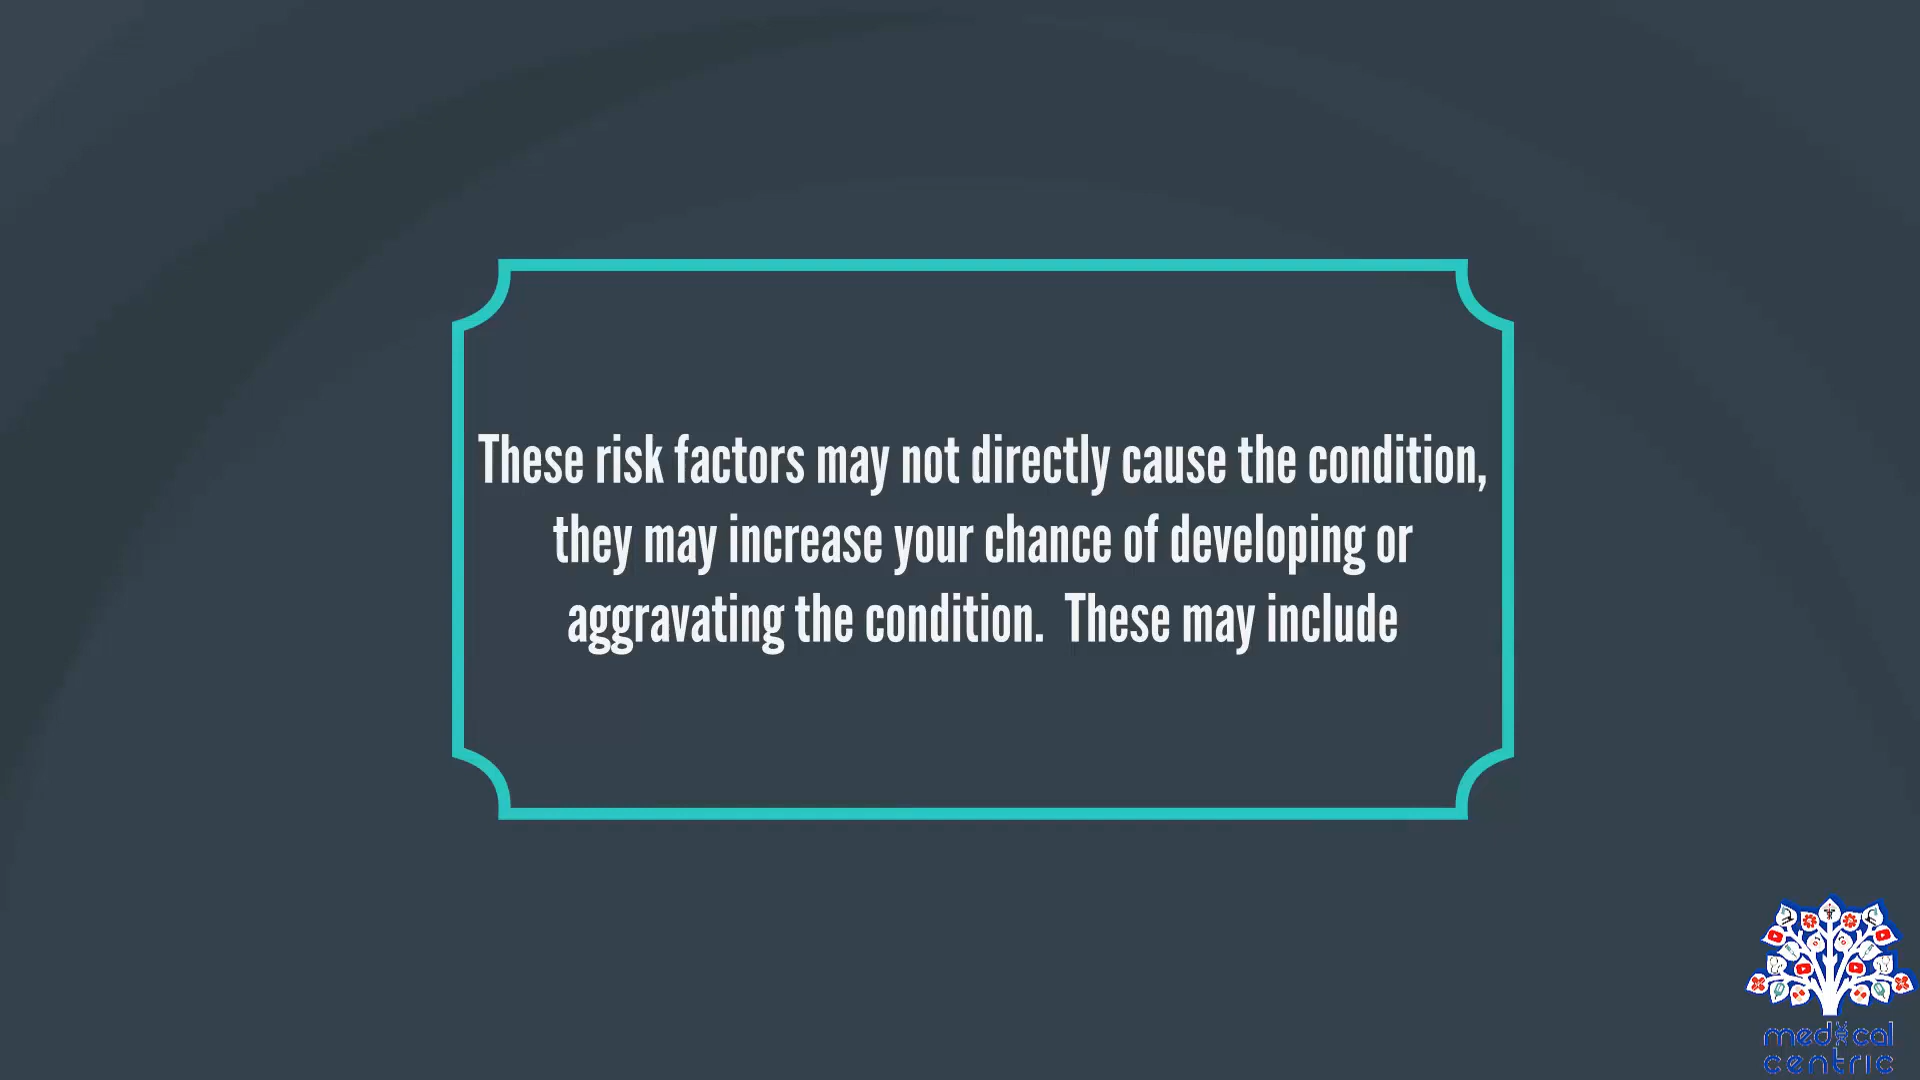 These risk factors may not directly cause the condition,
they may increase your chance of developing or
aggravating the condition.  These may include
medical
centric